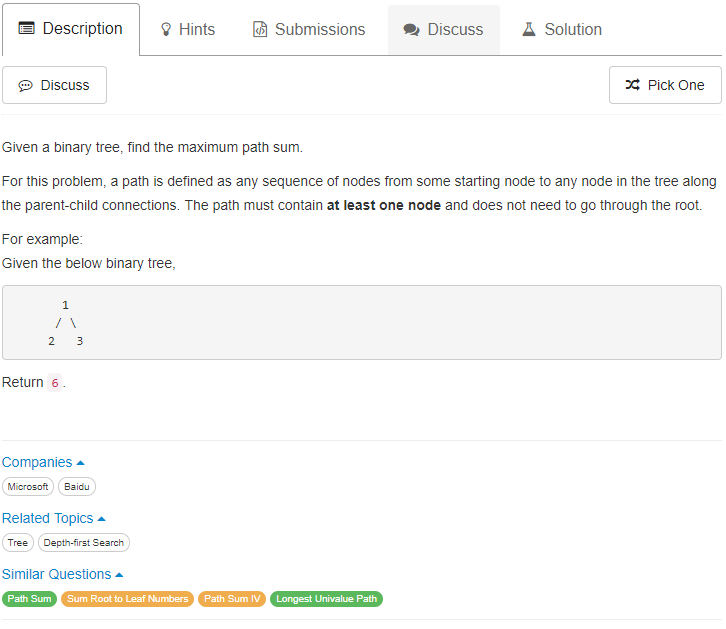 Description Hints Submissions Discuss Solution
Discuss Pick One
Given a binary tree, find the maximum path sum.
For this problem, a path is defined as any sequence of nodes from some starting node to any node in the tree along
the parent-child connections. The path must contain at least one node and does not need to go through the root.
For example:
Given the below binary tree,
1
/ \
2 3
Return 6.
Companies
Microsoft Baidu
Related Topics
Tree Depth-first Search
Similar Questions
Path Sum Sum Root to Leaf Numbers Path Sum IV Longest Univalue Path